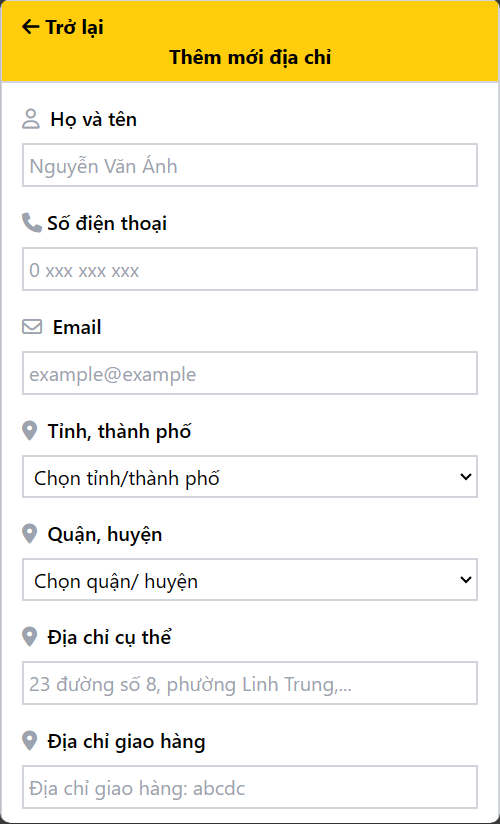 Trở lại
Thêm mới địa chỉ
Họ và tên
Nguyễn Văn Ánh
Số điện thoại
0 xxx xxx xxx
Email
example@example
Tỉnh, thành phố
Chọn tỉnh/thành phố
Quận, huyện
Chọn quận/ huyện
Địa chỉ cụ thể
23 đường số 8, phường Linh Trung,...
Địa chỉ giao hàng
Địa chỉ giao hàng: abcdc